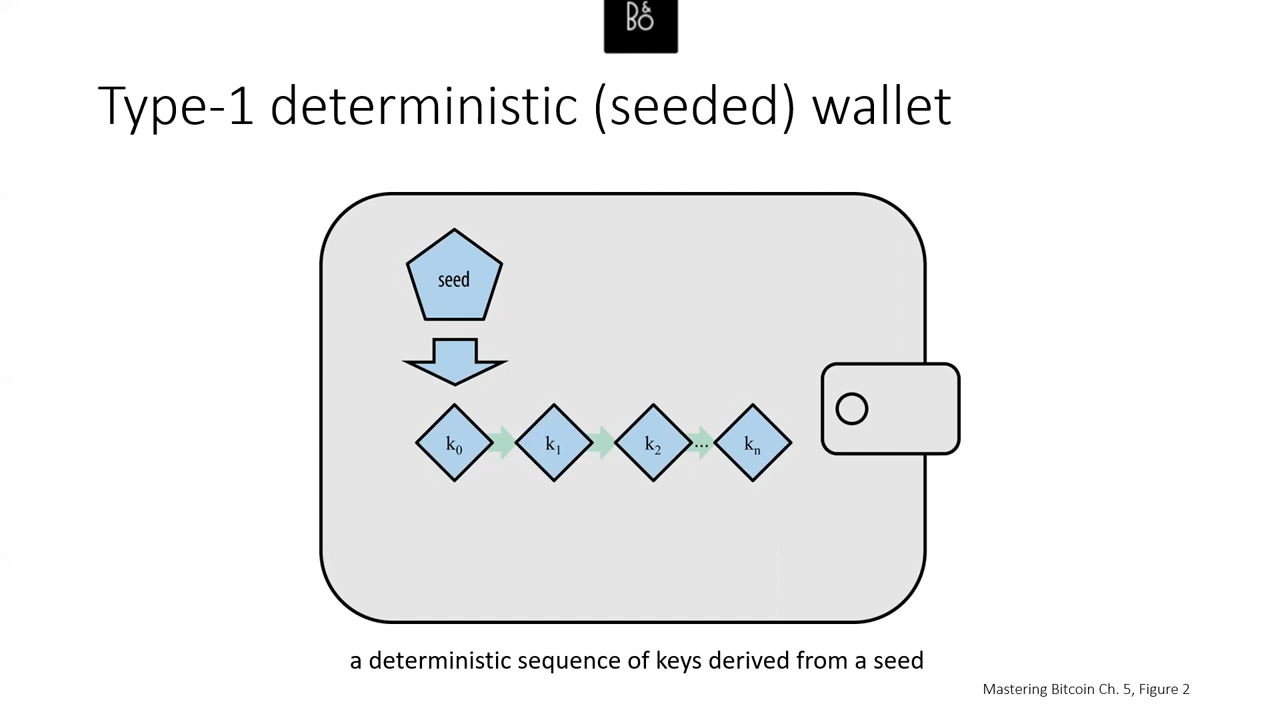 B&
BO
Type-1 deterministic (seeded) wallet
seed
k0 k1 k2 ... kn
a deterministic sequence of keys derived from a seed
Mastering Bitcoin Ch. 5, Figure 2